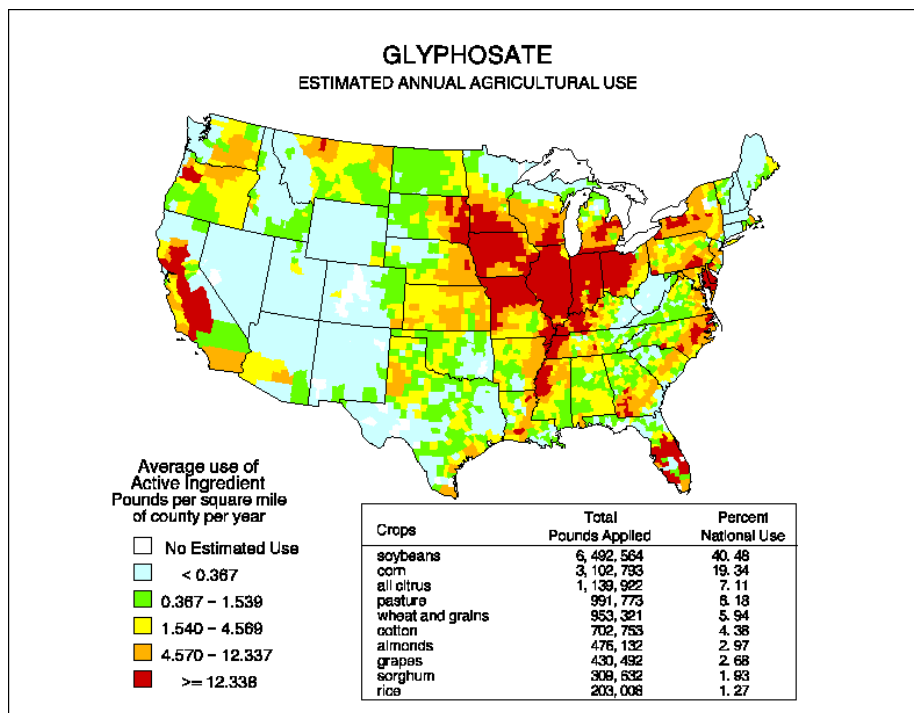 GLYPHOSATE
ESTIMATED ANNUAL AGRICULTURAL USE
Average use of
Active Ingredient
Pounds per square mile
of county per year
No Estimated Use
< 0.367
0.367 – 1.539
1.540 – 4.569
4.570 – 12.337
>= 12.338
Crops Total Pounds Applied Percent National Use
soybeans 6, 492, 564 40. 48
corn 3, 102, 793 19. 34
all citrus 1, 139, 922 7. 11
pasture 991, 773 6. 18
wheat and grains 953, 321 5. 94
cotton 702, 753 4. 38
almonds 476, 132 2. 97
grapes 430, 492 2. 68
sorghum 309, 632 1. 93
rice 203, 008 1. 27